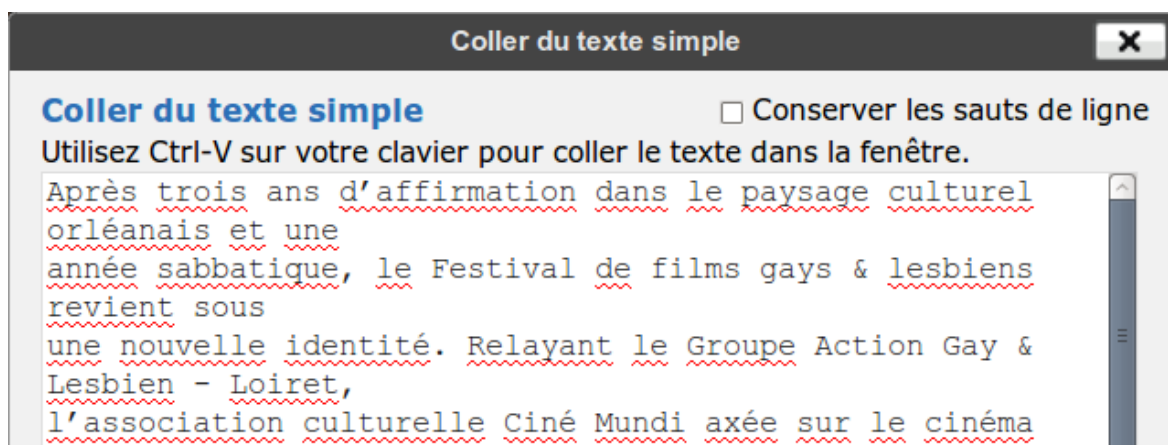 Coller du texte simple
Coller du texte simple Conserver les sauts de ligne
Utilisez Ctrl-V sur votre clavier pour coller le texte dans la fenêtre.
Après trois ans d’affirmation dans le paysage culturel
orléanais et une
année sabbatique, le Festival de films gays & lesbiens
revient sous
une nouvelle identité. Relayant le Groupe Action Gay &
Lesbien - Loiret,
l’association culturelle Ciné Mundi axée sur le cinéma